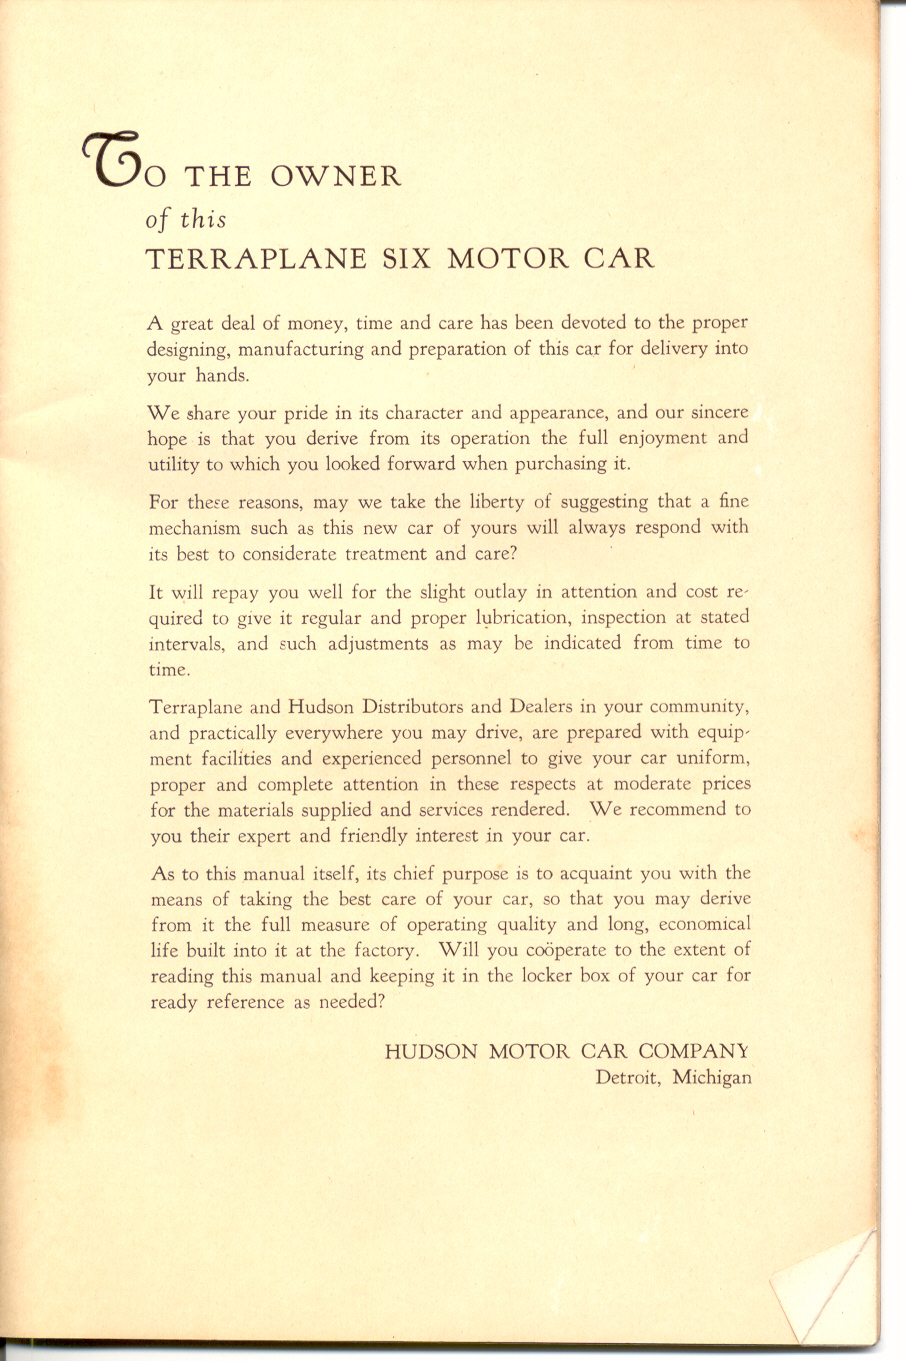 TO THE OWNER
of this
TERRAPLANE SIX MOTOR CAR
A great deal of money, time and care has been devoted to the proper
designing, manufacturing and preparation of this car for delivery into
your hands.
We share your pride in its character and appearance, and our sincere
hope is that you derive from its operation the full enjoyment and
utility to which you looked forward when purchasing it.
For these reasons, may we take the liberty of suggesting that a fine
mechanism such as this new car of yours will always respond with
its best to considerate treatment and care?
It will repay you well for the slight outlay in attention and cost re-
quired to give it regular and proper lubrication, inspection at stated
intervals, and such adjustments as may be indicated from time to
time.
Terraplane and Hudson Distributors and Dealers in your community,
and practically everywhere you may drive, are prepared with equip-
ment facilities and experienced personnel to give your car uniform,
proper and complete attention in these respects at moderate prices
for the materials supplied and services rendered. We recommend to
you their expert and friendly interest in your car.
As to this manual itself, its chief purpose is to acquaint you with the
means of taking the best care of your car, so that you may derive
from it the full measure of operating quality and long, economical
life built into it at the factory. Will you coöperate to the extent of
reading this manual and keeping it in the locker box of your car for
ready reference as needed?
HUDSON MOTOR CAR COMPANY
Detroit, Michigan